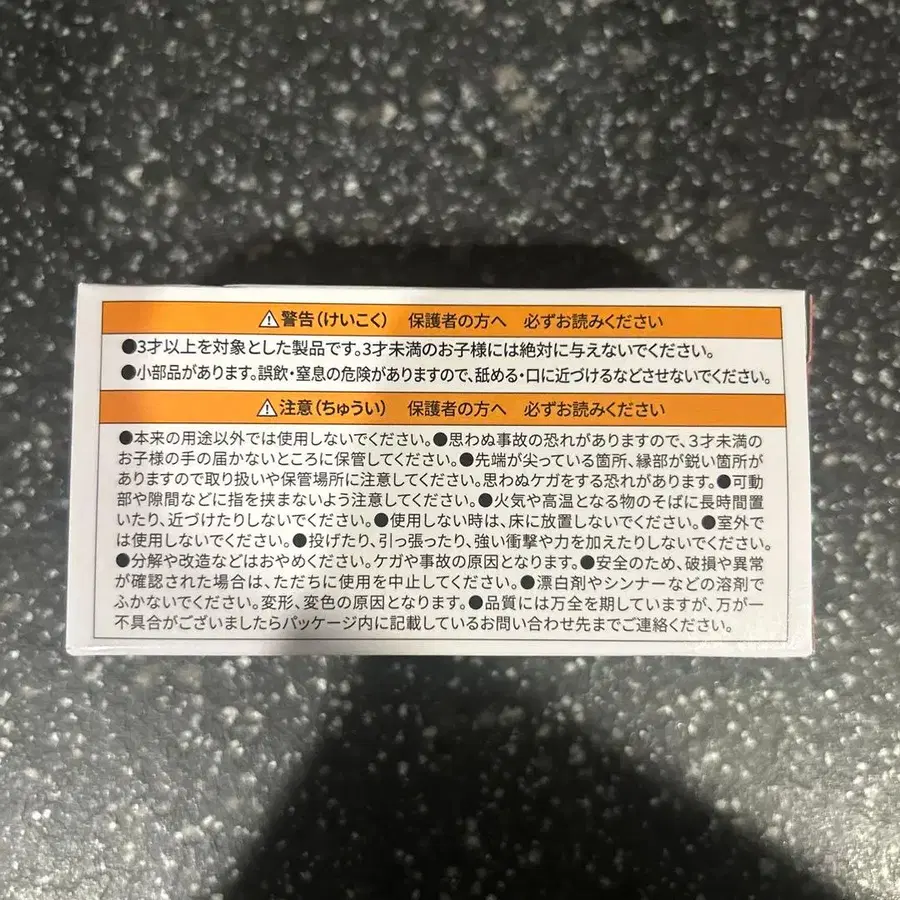 ⚠警告(けいこく) 保護者の方へ 必ずお読みください
●3才以上を対象とした製品です。3才未満のお子様には絶対に与えないでください。
●小部品があります。誤飲・窒息の危険がありますので、舐める・口に近づけるなどさせないでください。
⚠注意(ちゅうい) 保護者の方へ 必ずお読みください
●本来の用途以外では使用しないでください。●思わぬ事故の恐れがありますので、3才未満の
お子様の手の届かないところに保管してください。●先端が尖っている箇所、縁部が鋭い箇所が
ありますので取り扱いや保管場所に注意してください。思わぬケガをする恐れがあります。●可動
部や隙間などに指を挟まないよう注意してください。●火気や高温となる物のそばに長時間置
いたり、近づけたりしないでください。●使用しない時は、床に放置しないでください。●室外で
は使用しないでください。●投げたり、引っ張ったり、強い衝撃や力を加えたりしないでください。
●分解や改造などはおやめください。ケガや事故の原因となります。●安全のため、破損や異常
が確認された場合は、ただちに使用を中止してください。●漂白剤やシンナーなどの溶剤で
ふかないでください。変形、変色の原因となります。●品質には万全を期していますが、万が一
不具合がございましたらパッケージ内に記載しているお問い合わせ先までご連絡ください。